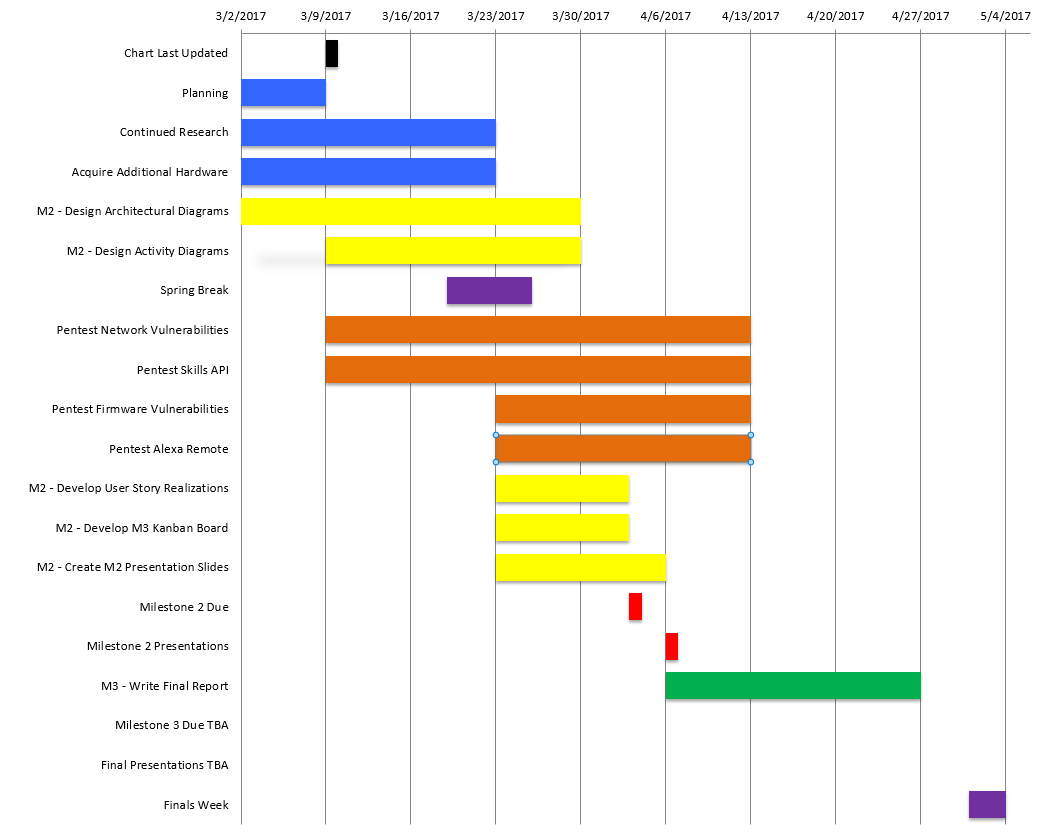 3/2/2017 3/9/2017 3/16/2017 3/23/2017 3/30/2017 4/6/2017 4/13/2017 4/20/2017 4/27/2017 5/4/2017
Chart Last Updated
Planning
Continued Research
Acquire Additional Hardware
M2 - Design Architectural Diagrams
M2 - Design Activity Diagrams
Spring Break
Pentest Network Vulnerabilities
Pentest Skills API
Pentest Firmware Vulnerabilities
Pentest Alexa Remote
M2 - Develop User Story Realizations
M2 - Develop M3 Kanban Board
M2 - Create M2 Presentation Slides
Milestone 2 Due
Milestone 2 Presentations
M3 - Write Final Report
Milestone 3 Due TBA
Final Presentations TBA
Finals Week